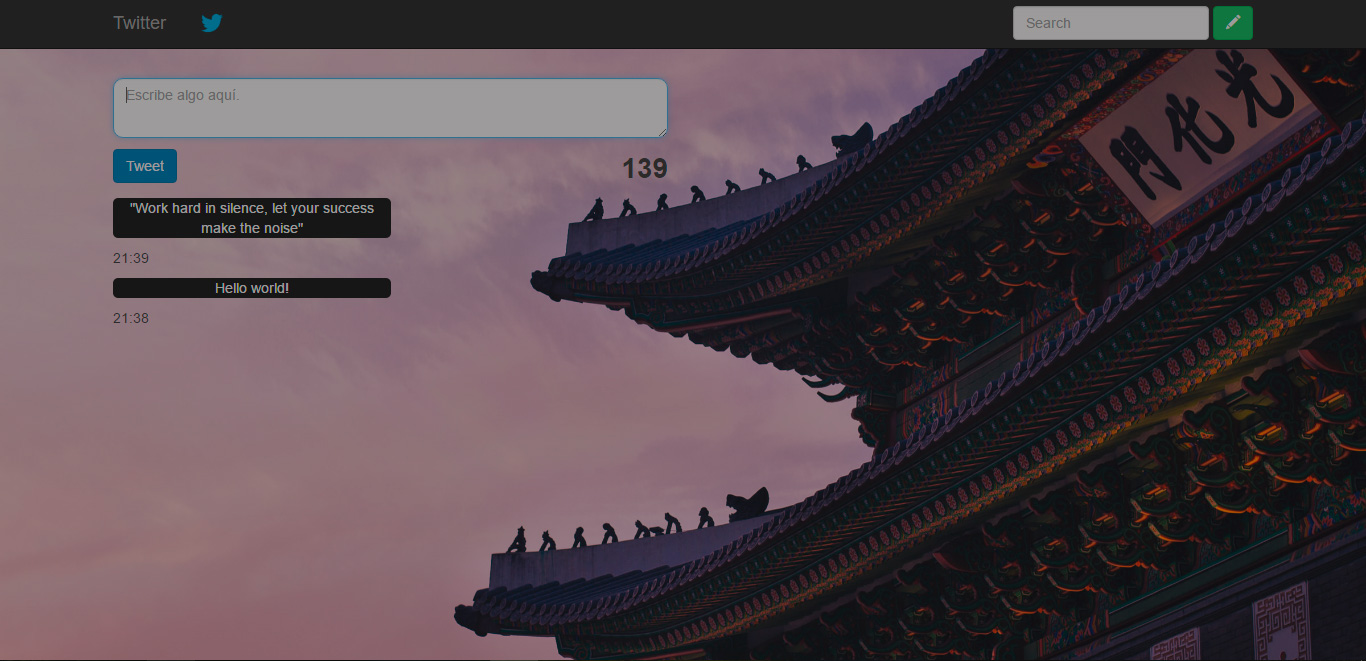 Twitter
Search
Escribe algo aquí.
Tweet
139
"Work hard in silence, let your success
make the noise"
21:39
Hello world!
21:38
光化門